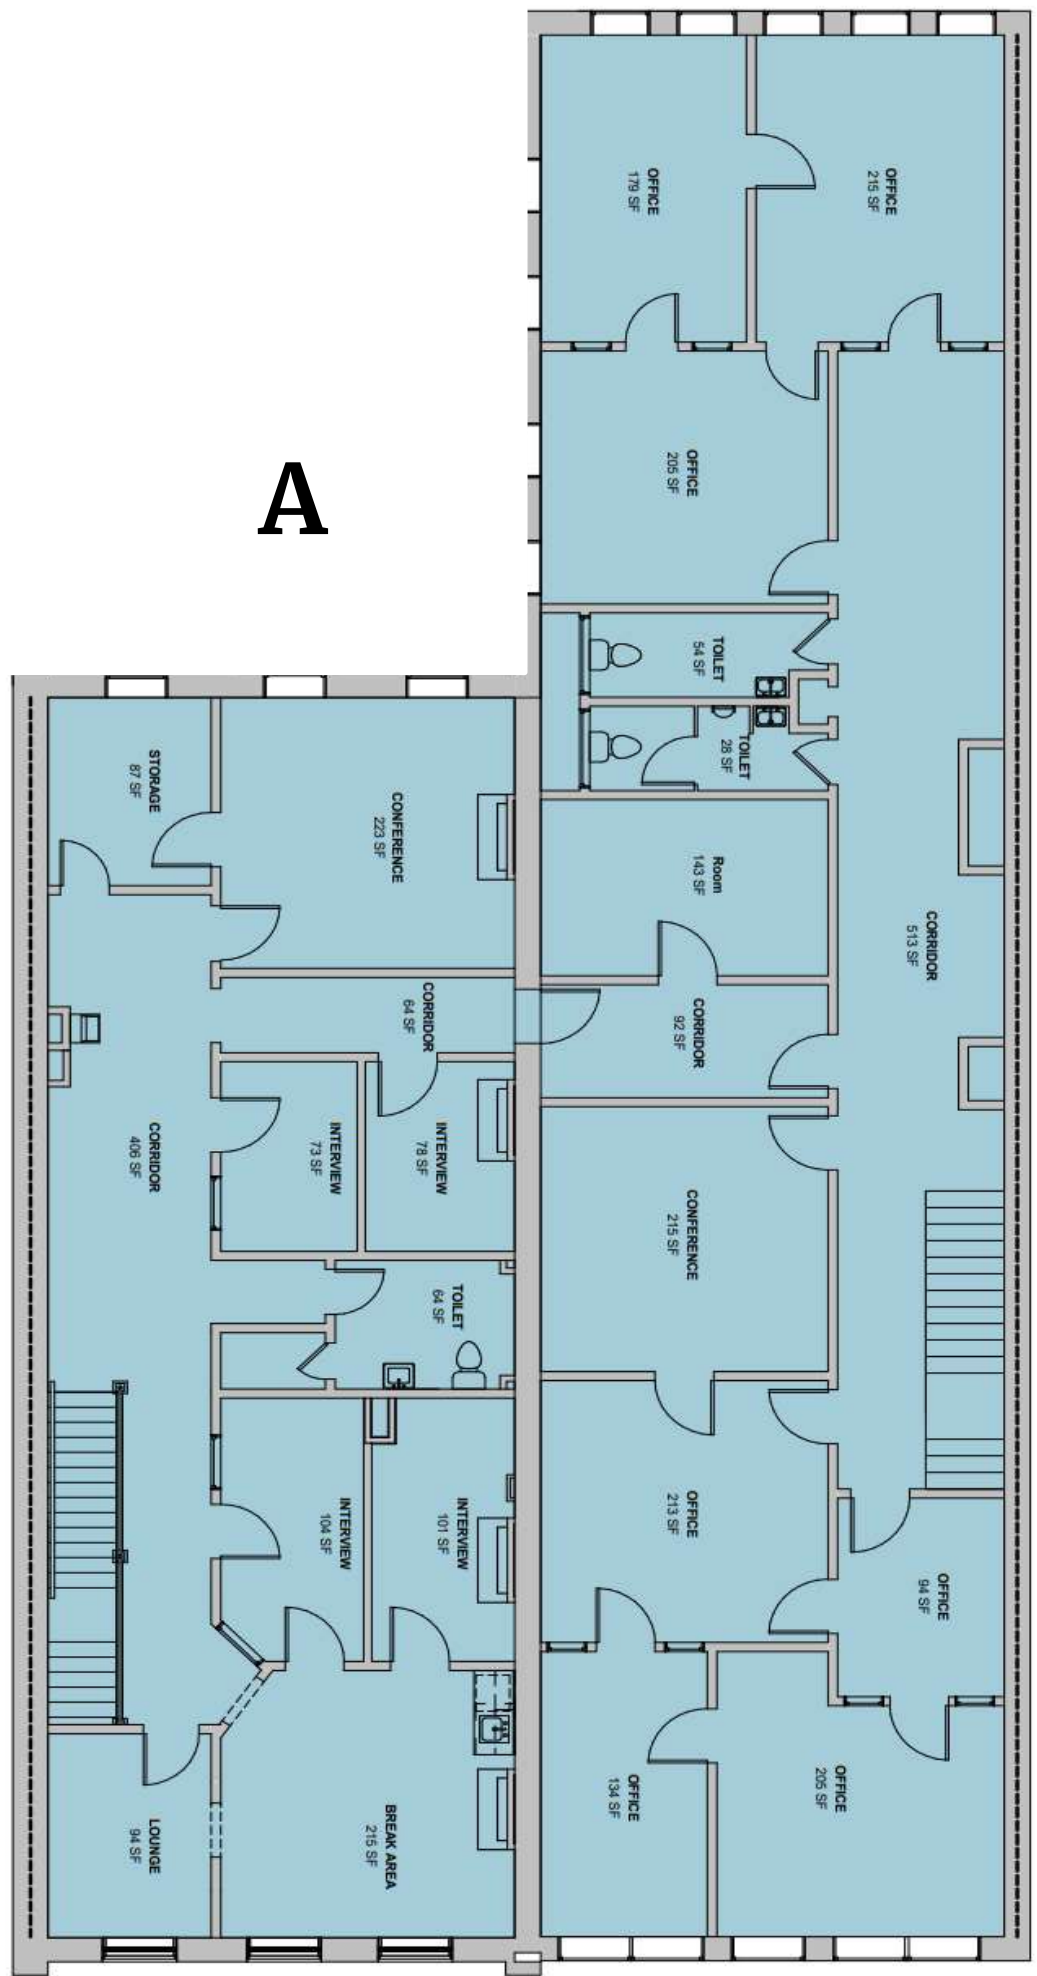 OFFICE
179 SF
OFFICE
215 SF
OFFICE
205 SF
A
TOILET
54 SF
TOILET
28 SF
STORAGE
87 SF
CONFERENCE
223 SF
Room
143 SF
CORRIDOR
513 SF
CORRIDOR
64 SF
CORRIDOR
92 SF
CORRIDOR
406 SF
INTERVIEW
73 SF
INTERVIEW
78 SF
CONFERENCE
215 SF
TOILET
64 SF
INTERVIEW
104 SF
INTERVIEW
101 SF
OFFICE
213 SF
OFFICE
94 SF
LOUNGE
94 SF
BREAK AREA
215 SF
OFFICE
134 SF
OFFICE
205 SF